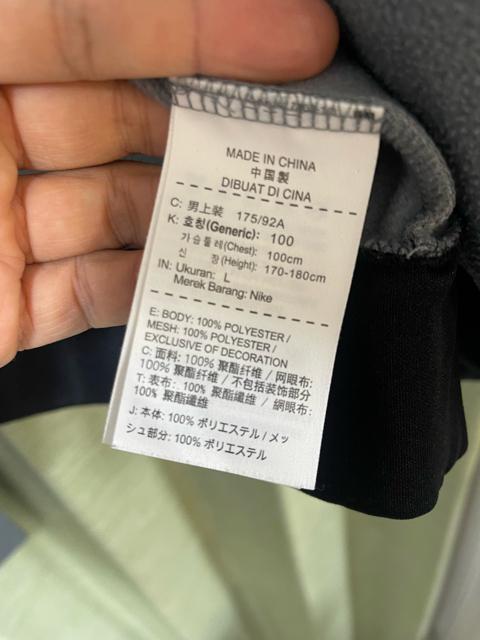 MADE IN CHINA
中国製
DIBUAT DI CINA
C: 男上装 175/92A
K: 호칭(Generic): 100
가슴둘레(Chest): 100cm
신 장(Height): 170-180cm
IN: Ukuran: L
Merek Barang: Nike
E: BODY: 100% POLYESTER /
MESH: 100% POLYESTER /
EXCLUSIVE OF DECORATION
C: 面料: 100% 聚酯纤维 / 网眼布:
100% 聚酯纤维 / 不包括装饰部分
T: 表布: 100% 聚酯纖維 / 網眼布:
100% 聚酯纖維
J: 本体: 100% ポリエステル / メッ
シュ部分: 100% ポリエステル